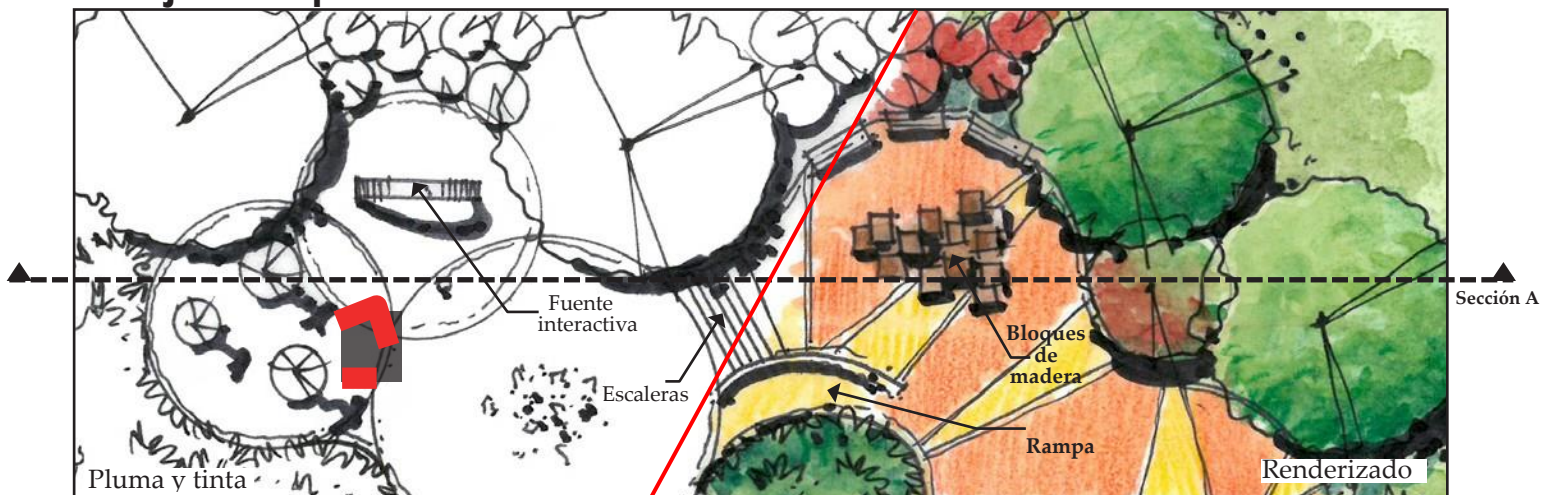 Fuente
interactiva
Sección A
Bloques
de
madera
Escaleras
Rampa
Pluma y tinta
Renderizado